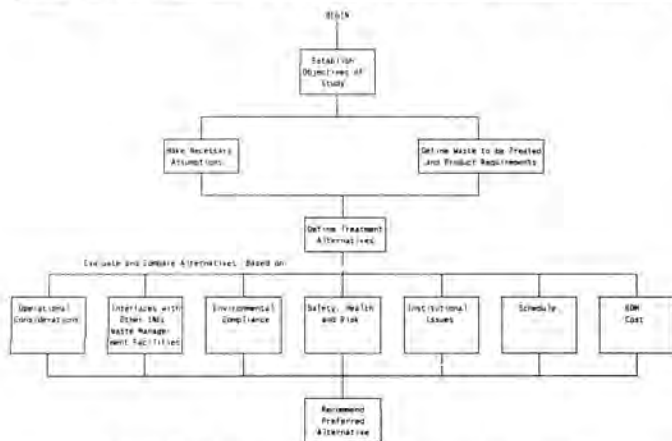 BEGIN
Establish
Objectives of
Study
Make Necessary
Assumptions
Define Waste to be Treated
and Product Requirements
Define Treatment
Alternatives
Evaluate and Compare Alternatives Based on
Operational
Considerations
Interfaces with
Other INEL
Waste Manage-
ment Facilities
Environmental
Compliance
Safety, Health
and Risk
Institutional
Issues
Schedule
ROM
Cost
Recommend
Preferred
Alternative